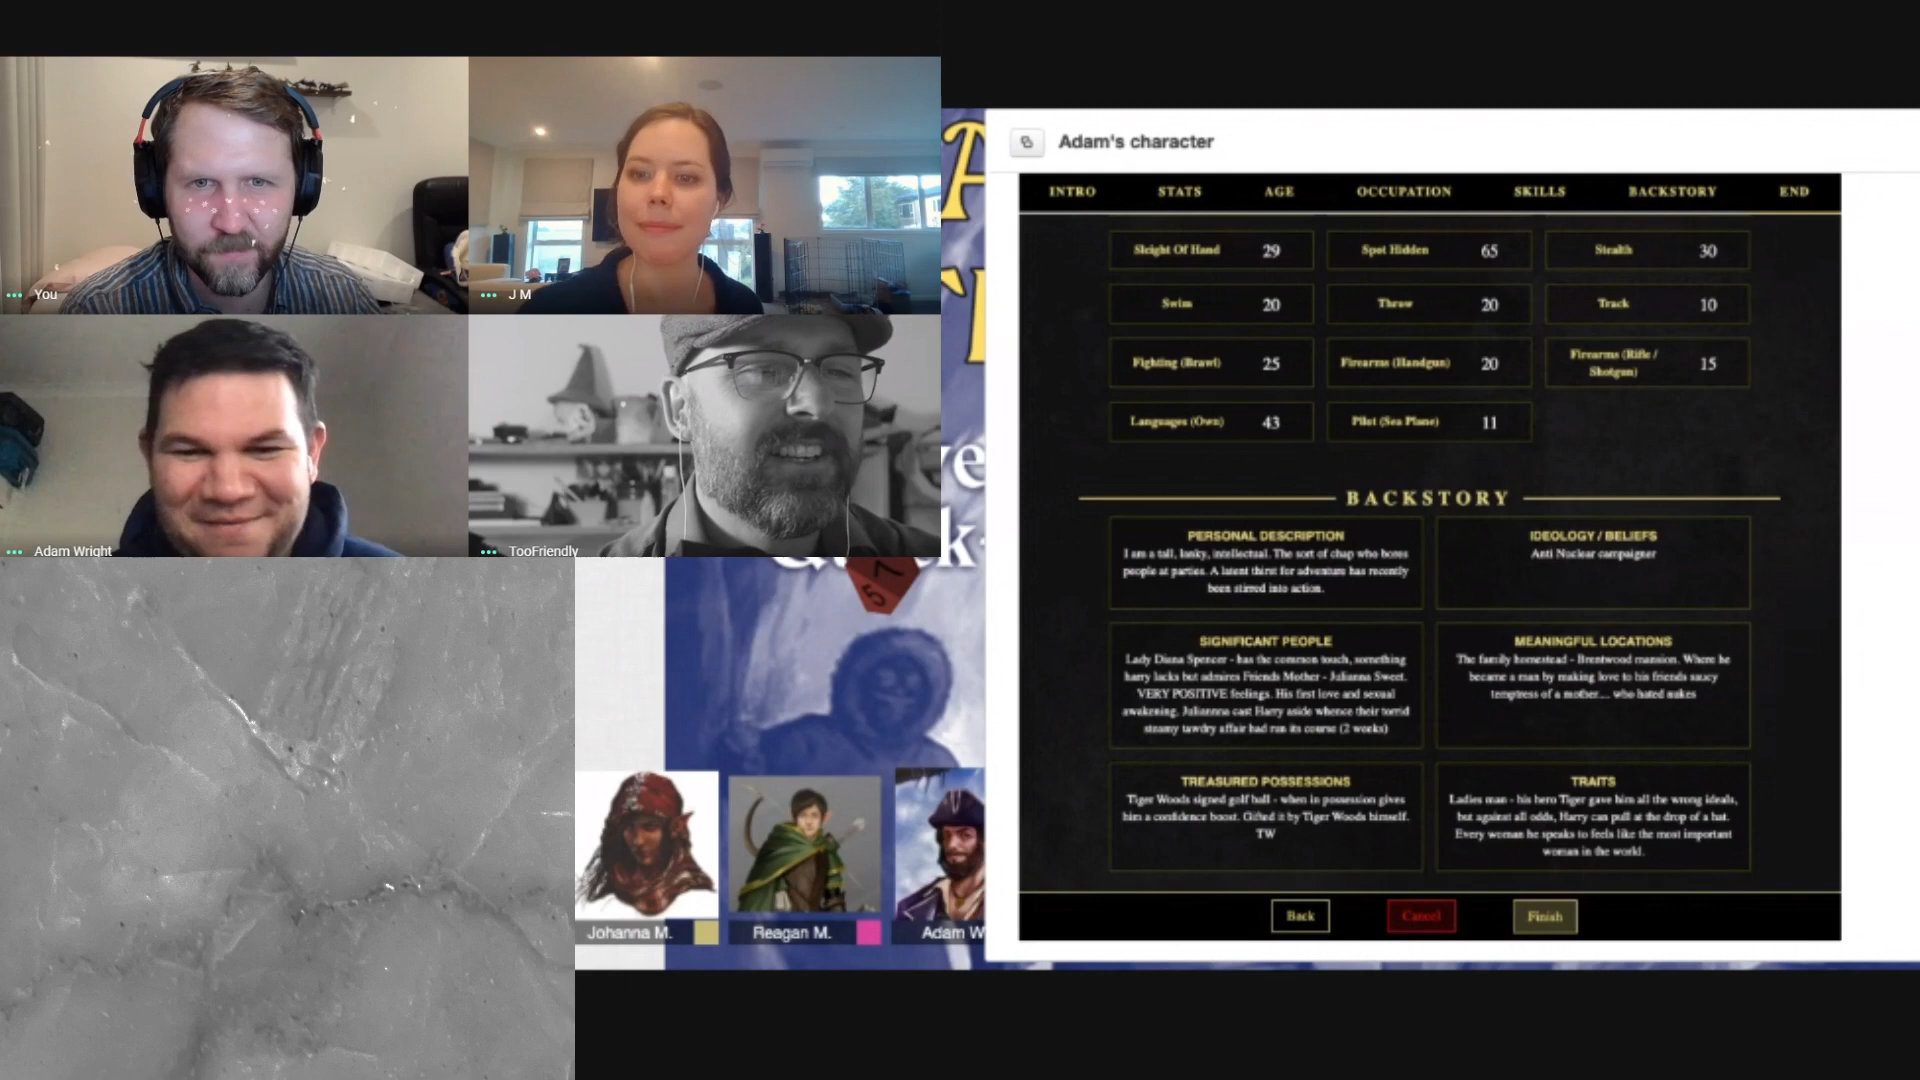 You
J M
Adam Wright
TooFriendly
Johanna M.
Reagan M.
Adam W
5 7
Adam's character
INTRO STATS AGE OCCUPATION SKILLS BACKSTORY END
Sleight Of Hand 29 Spot Hidden 65 Stealth 30
Swim 20 Throw 20 Track 10
Fighting (Brawl) 25 Firearms (Handgun) 20 Firearms (Rifle /
Shotgun) 15
Languages (Own) 43 Pilot (Sea Plane) 11
BACKSTORY
PERSONAL DESCRIPTION
I am a tall, lanky, intellectual. The sort of chap who bores
people at parties. A latent thirst for adventure has recently
been stirred into action.
IDEOLOGY / BELIEFS
Anti Nuclear campaigner
SIGNIFICANT PEOPLE
Lady Diana Spencer - has the common touch, something
harry lacks but admires Friends Mother - Julianna Sweet.
VERY POSITIVE feelings. His first love and sexual
awakening. Juliannna cast Harry aside whence their torrid
steamy tawdry affair had run its course (2 weeks)
MEANINGFUL LOCATIONS
The family homestead - Brentwood mansion. Where he
became a man by making love to his friends saucy
temptress of a mother.... who hated nukes
TREASURED POSSESSIONS
Tiger Woods signed golf ball - when in possession gives
him a confidence boost. Gifted it by Tiger Woods himself.
TW
TRAITS
Ladies man - his hero Tiger gave him all the wrong ideals,
but against all odds, Harry can pull at the drop of a hat.
Every woman he speaks to feels like the most important
woman in the world.
Back Cancel Finish